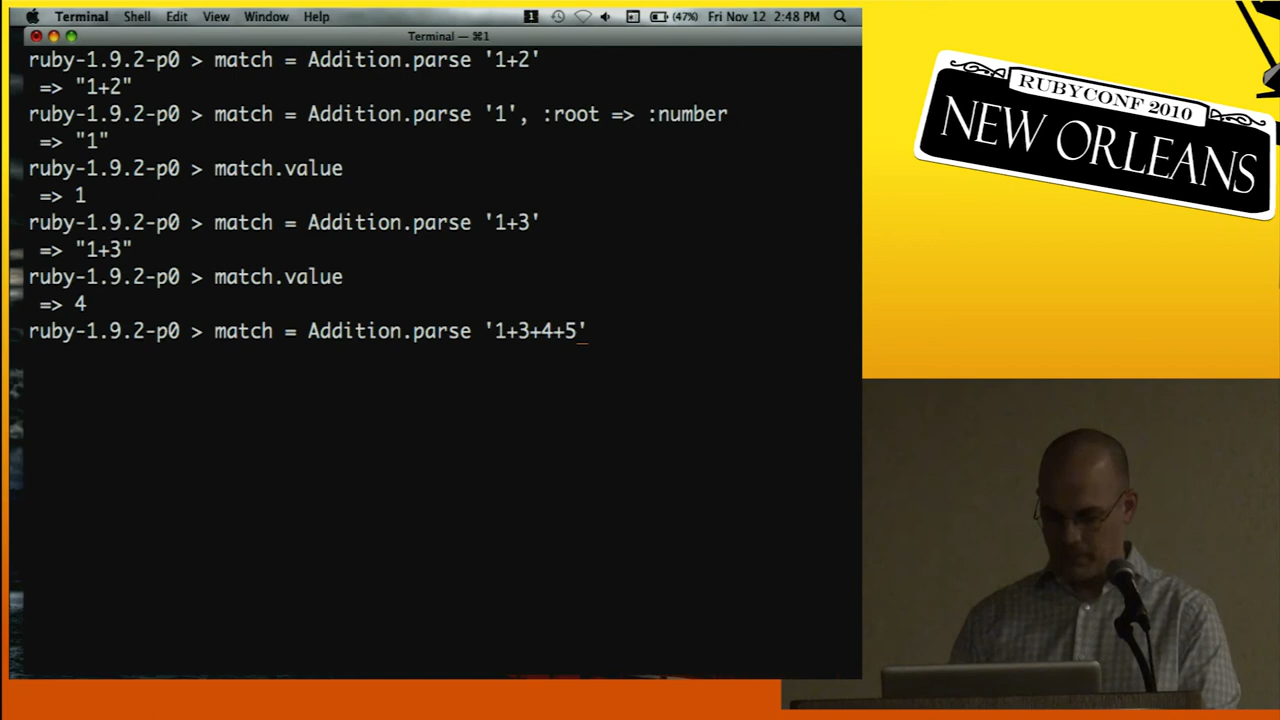 Terminal Shell Edit View Window Help 1 (47%) Fri Nov 12 2:48 PM
Terminal — ⌘1
ruby-1.9.2-p0 > match = Addition.parse '1+2'
=> "1+2"
ruby-1.9.2-p0 > match = Addition.parse '1', :root => :number
=> "1"
ruby-1.9.2-p0 > match.value
=> 1
ruby-1.9.2-p0 > match = Addition.parse '1+3'
=> "1+3"
ruby-1.9.2-p0 > match.value
=> 4
ruby-1.9.2-p0 > match = Addition.parse '1+3+4+5'
RUBYCONF 2010
NEW ORLEANS